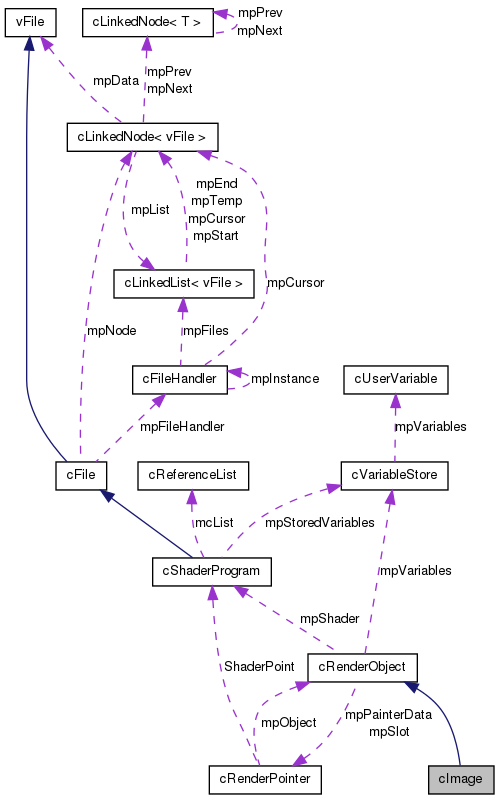 vFile
cLinkedNode< T >
mpPrev
mpNext
mpData
mpPrev
mpNext
cLinkedNode< vFile >
mpList
mpEnd
mpTemp
mpCursor
mpStart
cLinkedList< vFile >
mpCursor
mpNode
mpFiles
cFileHandler
mpInstance
cUserVariable
mpFileHandler
mpVariables
cFile
cReferenceList
cVariableStore
mcList
mpStoredVariables
cShaderProgram
mpVariables
mpShader
ShaderPoint
cRenderObject
mpObject
mpPainterData
mpSlot
cRenderPointer
cImage